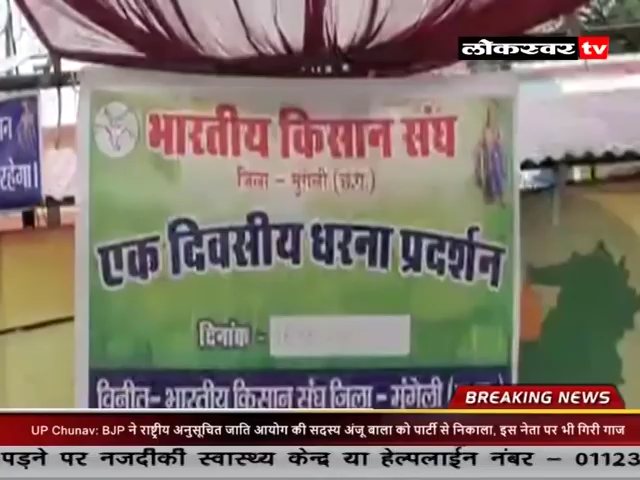 लोकस्वर tv
भारतीय किसान संघ
जिला - मुंगेली (छ.ग.)
एक दिवसीय धरना प्रदर्शन
रहेगा।
दिनांक -
विनीत- भारतीय किसान संघ जिला - मुंगेली
BREAKING NEWS
UP Chunav: BJP ने राष्ट्रीय अनुसूचित जाति आयोग की सदस्य अंजू बाला को पार्टी से निकाला, इस नेता पर भी गिरी गाज
पड़ने पर नजदीकी स्वास्थ्य केन्द्र या हेल्पलाईन नंबर – 01123